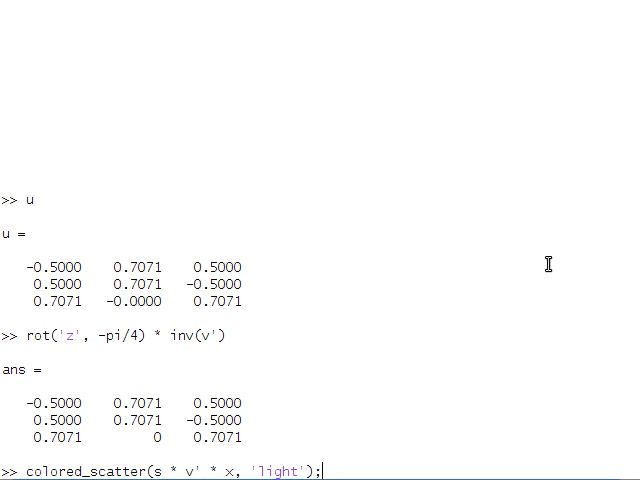 >> u
u =
-0.5000 0.7071 0.5000
0.5000 0.7071 -0.5000
0.7071 -0.0000 0.7071
>> rot('z', -pi/4) * inv(v')
ans =
-0.5000 0.7071 0.5000
0.5000 0.7071 -0.5000
0.7071 0 0.7071
>> colored_scatter(s * v' * x, 'light');